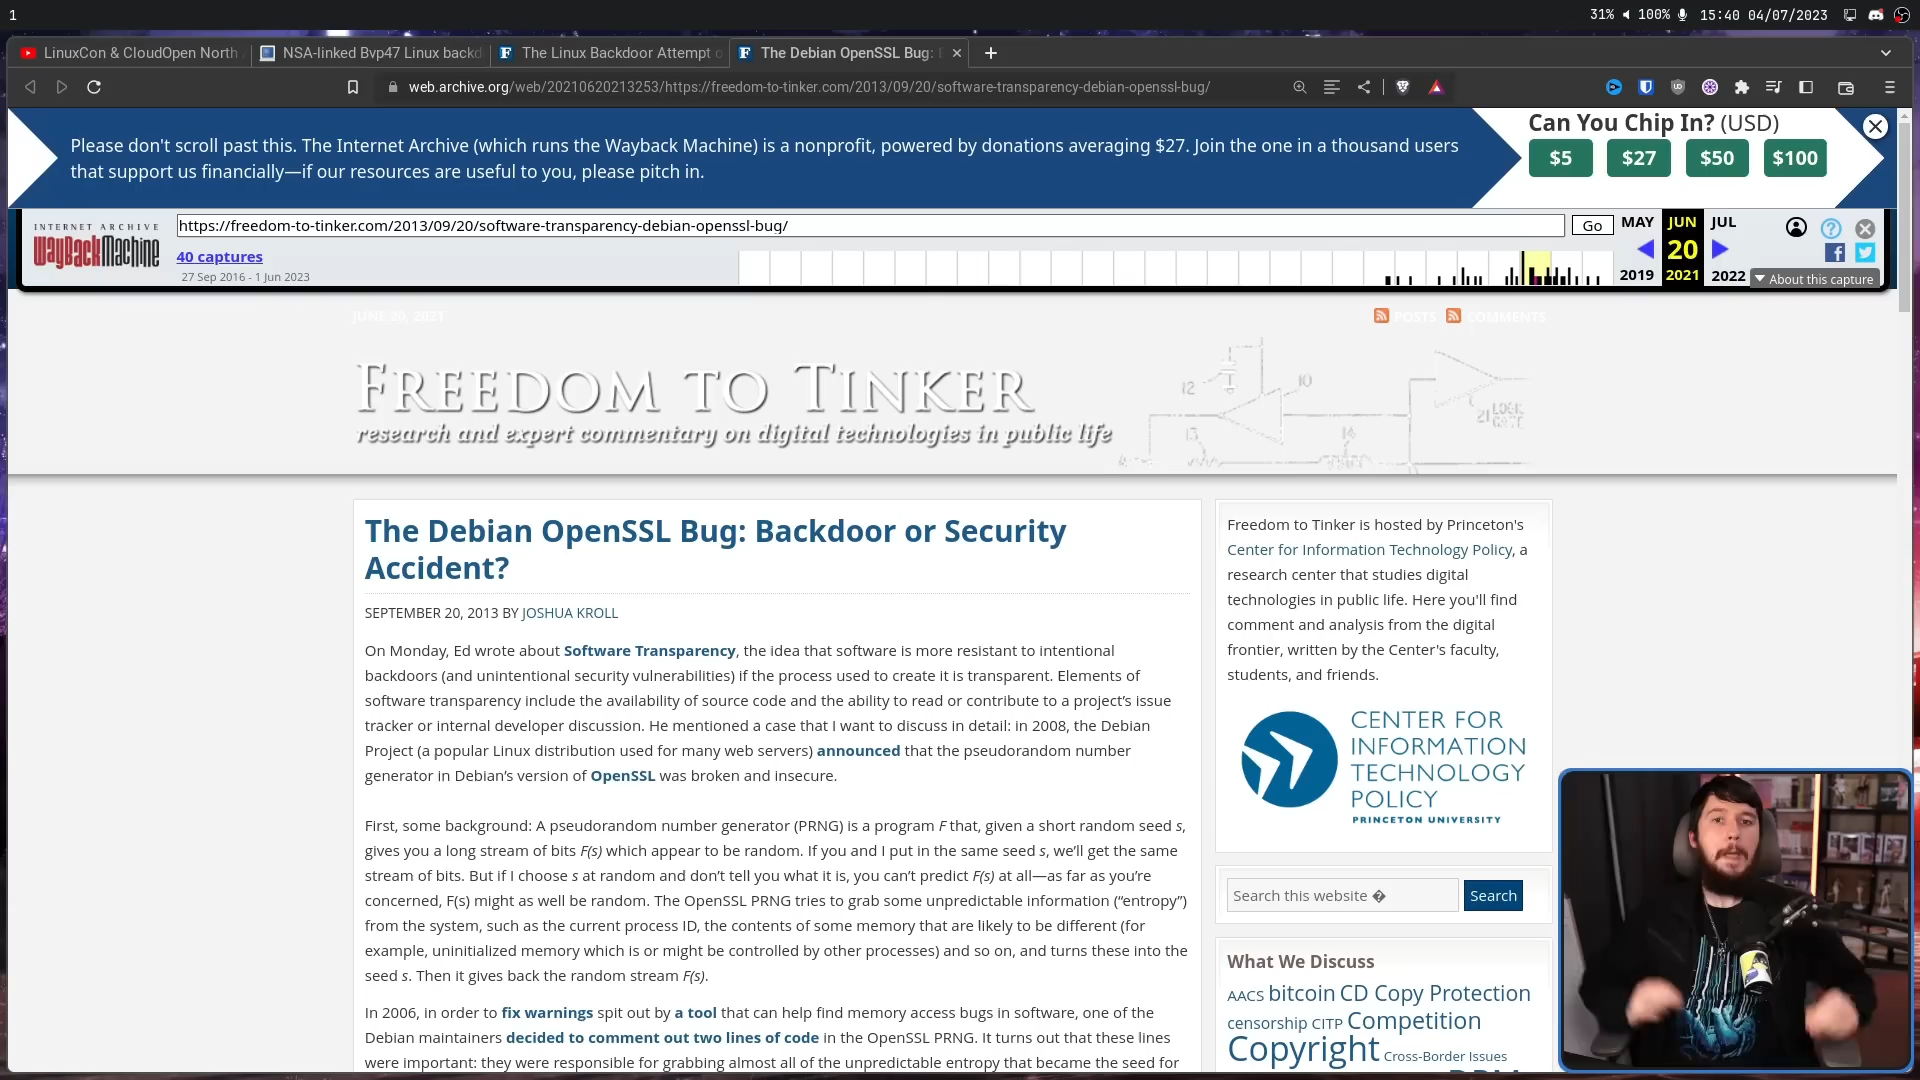 1
31% 100% 15:40 04/07/2023
LinuxCon & CloudOpen North
NSA-linked Bvp47 Linux backd
The Linux Backdoor Attempt o
The Debian OpenSSL Bug:
web.archive.org/web/20210620213253/https://freedom-to-tinker.com/2013/09/20/software-transparency-debian-openssl-bug/
Please don't scroll past this. The Internet Archive (which runs the Wayback Machine) is a nonprofit, powered by donations averaging $27. Join the one in a thousand users
that support us financially—if our resources are useful to you, please pitch in.
Can You Chip In? (USD)
$5 $27 $50 $100
INTERNET ARCHIVE
WayBackMachine
https://freedom-to-tinker.com/2013/09/20/software-transparency-debian-openssl-bug/
Go
MAY JUN JUL
20
2019 2021 2022
40 captures
27 Sep 2016 - 1 Jun 2023
About this capture
JUNE 20, 2021
POSTS COMMENTS
FREEDOM TO TINKER
research and expert commentary on digital technologies in public life
12
10
13
14
21
The Debian OpenSSL Bug: Backdoor or Security
Accident?
SEPTEMBER 20, 2013 BY JOSHUA KROLL
On Monday, Ed wrote about Software Transparency, the idea that software is more resistant to intentional
backdoors (and unintentional security vulnerabilities) if the process used to create it is transparent. Elements of
software transparency include the availability of source code and the ability to read or contribute to a project's issue
tracker or internal developer discussion. He mentioned a case that I want to discuss in detail: in 2008, the Debian
Project (a popular Linux distribution used for many web servers) announced that the pseudorandom number
generator in Debian's version of OpenSSL was broken and insecure.
First, some background: A pseudorandom number generator (PRNG) is a program F that, given a short random seed s,
gives you a long stream of bits F(s) which appear to be random. If you and I put in the same seed s, we'll get the same
stream of bits. But if I choose s at random and don't tell you what it is, you can't predict F(s) at all—as far as you're
concerned, F(s) might as well be random. The OpenSSL PRNG tries to grab some unpredictable information (“entropy”)
from the system, such as the current process ID, the contents of some memory that are likely to be different (for
example, uninitialized memory which is or might be controlled by other processes) and so on, and turns these into the
seed s. Then it gives back the random stream F(s).
In 2006, in order to fix warnings spit out by a tool that can help find memory access bugs in software, one of the
Debian maintainers decided to comment out two lines of code in the OpenSSL PRNG. It turns out that these lines
were important: they were responsible for grabbing almost all of the unpredictable entropy that became the seed for
Freedom to Tinker is hosted by Princeton's
Center for Information Technology Policy, a
research center that studies digital
technologies in public life. Here you'll find
comment and analysis from the digital
frontier, written by the Center's faculty,
students, and friends.
CENTER FOR
INFORMATION
TECHNOLOGY
POLICY
PRINCETON UNIVERSITY
Search this website �
Search
What We Discuss
AACS bitcoin CD Copy Protection
censorship CITP Competition
Copyright Cross-Border Issues